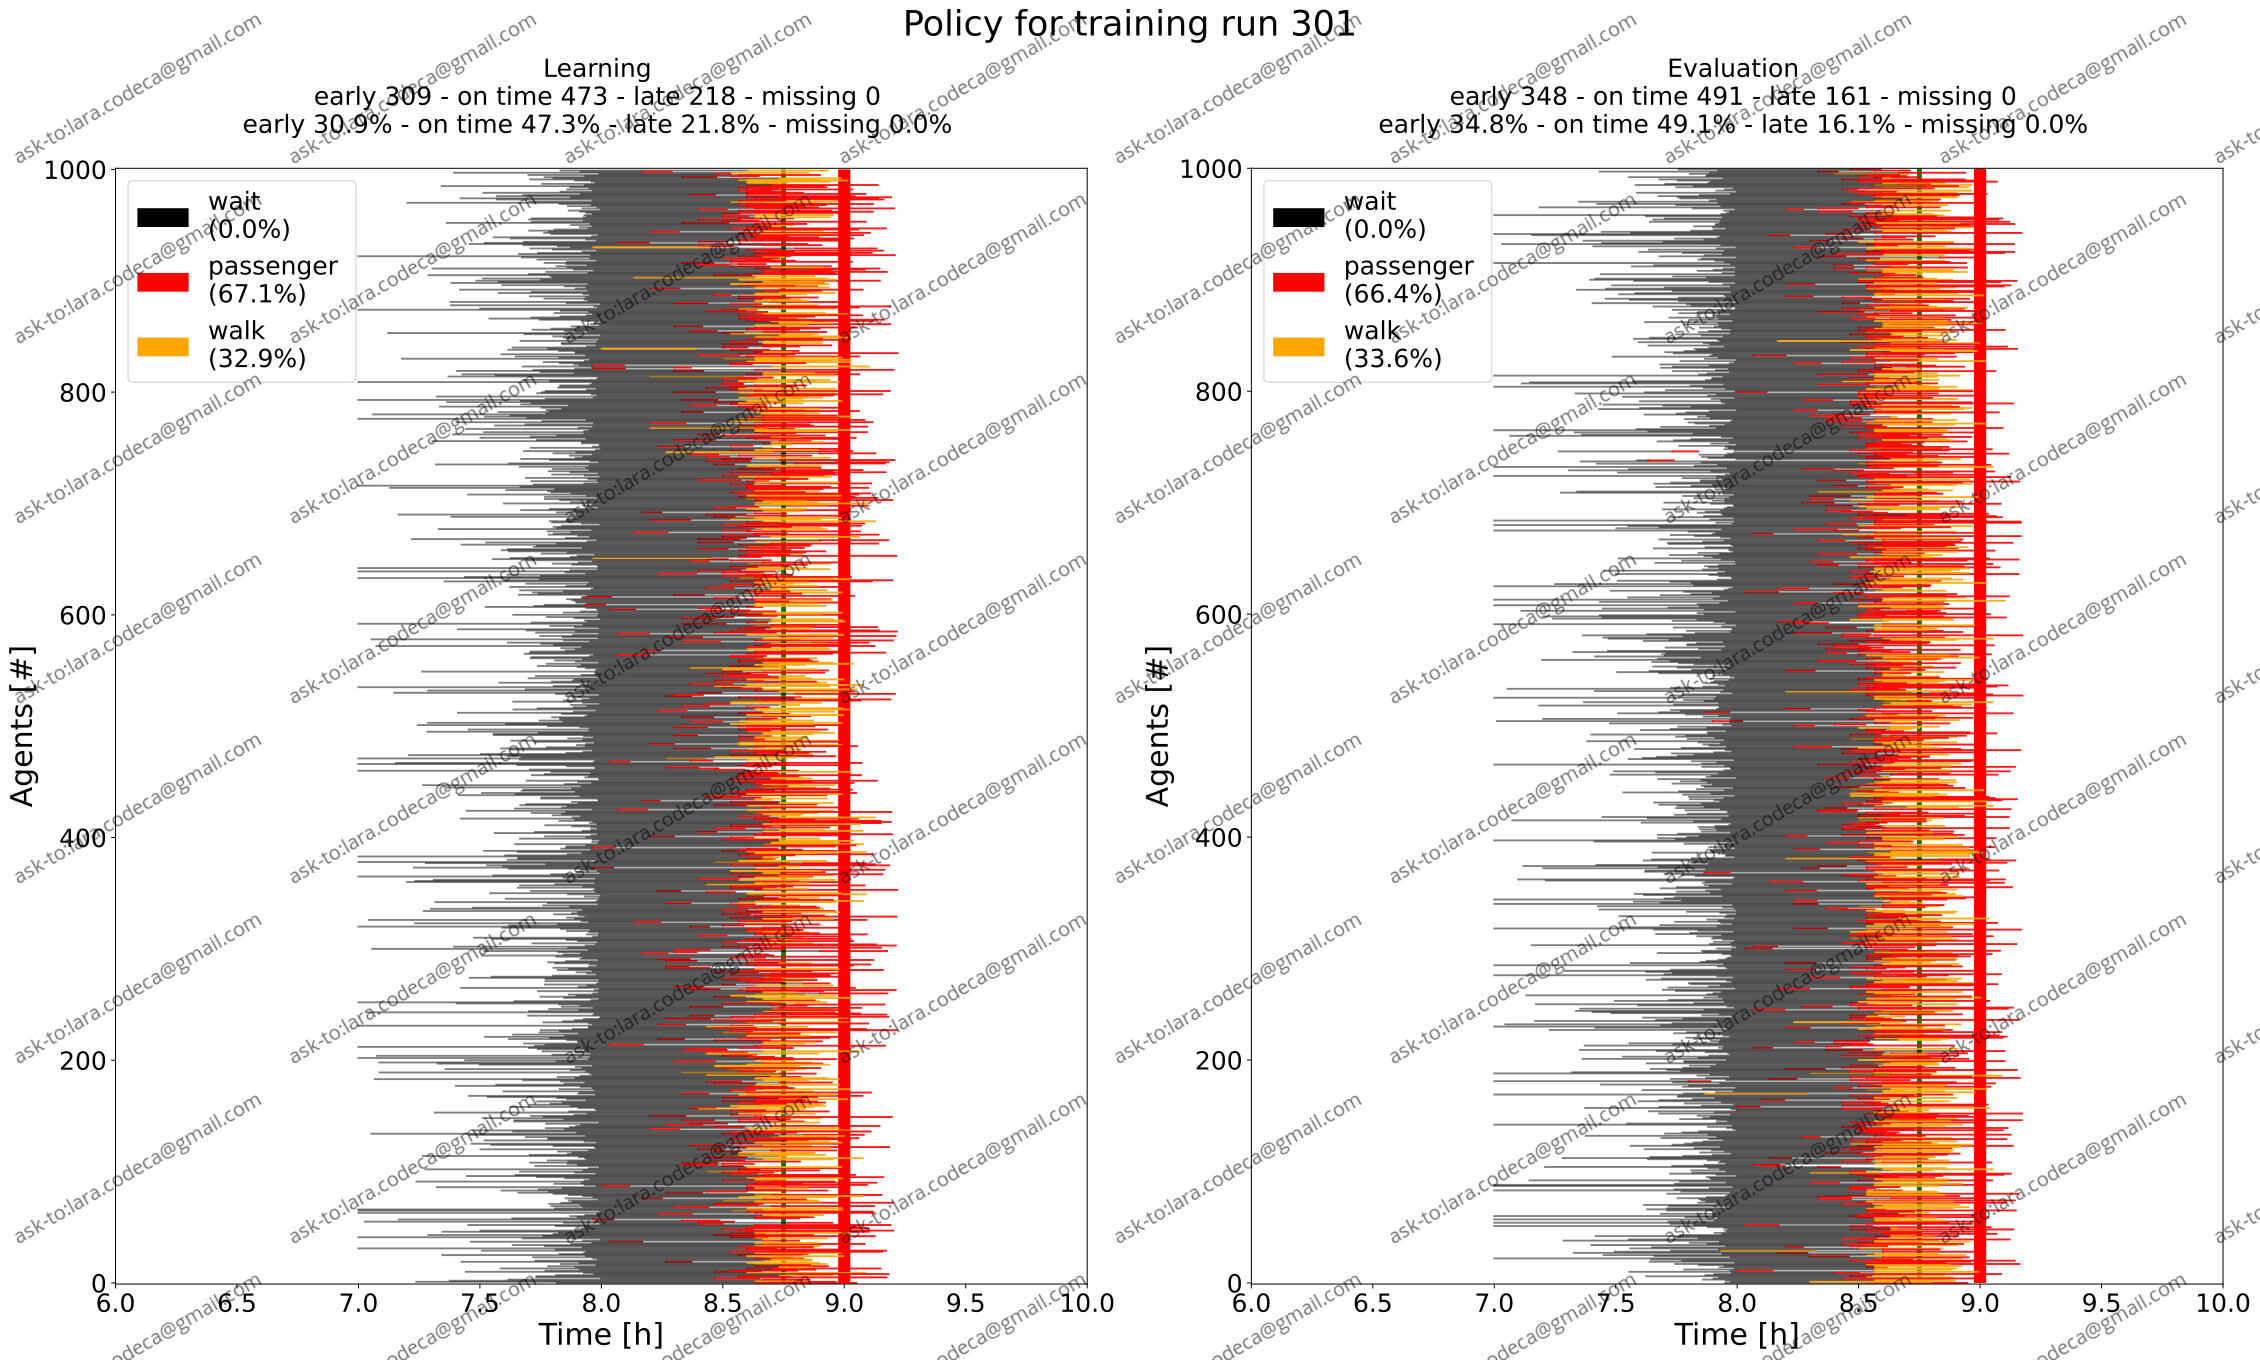 Policy for training run 301
Learning
early 309 - on time 473 - late 218 - missing 0
early 30.9% - on time 47.3% - late 21.8% - missing 0.0%
1000
800
600
400
200
0
Agents [#]
wait
(0.0%)
passenger
(67.1%)
walk
(32.9%)
6.0 6.5 7.0 7.5 8.0 8.5 9.0 9.5 10.0
Time [h]
Evaluation
early 348 - on time 491 - late 161 - missing 0
early 34.8% - on time 49.1% - late 16.1% - missing 0.0%
1000
800
600
400
200
0
Agents [#]
wait
(0.0%)
passenger
(66.4%)
walk
(33.6%)
6.0 6.5 7.0 7.5 8.0 8.5 9.0 9.5 10.0
Time [h]
ask-to:lara.codeca@gmail.com